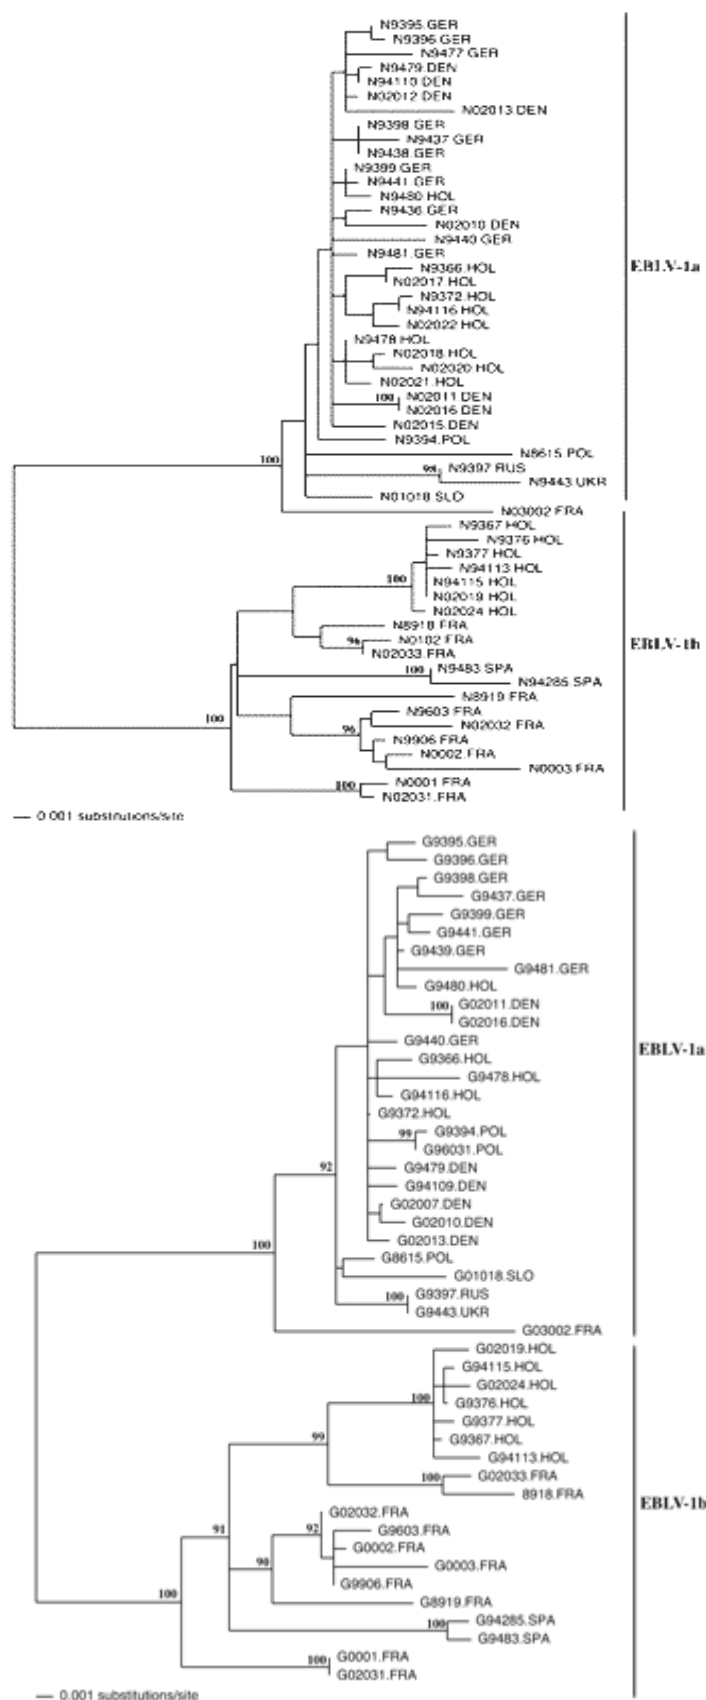 N9395.GER
N9396 GER
N9477 GER
N9479.DEN
N94110 DEN
N02012 DEN
N02013 DEN
N9398 GER
N9437 GER
N9438.GER
N9399 GER
N9441.GER
N9480 HOL
N9436 GER
N02010 DEN
N9440 GER
N9481.GER
EBLV-1a
N9366.HOL
N02017.HOL
N9372.HOL
N94116 HOL
N02022 HOL
N9478 HOL
N02018.HOL
N02020 HOL
N02021.HOL
100
N02011.DEN
N02016 DEN
N02015.DEN
N9394.POL
100
N8615 POL
N9397 RUS
N9443.UKR
N01018 SLO
N03002 FRA
N9367 HOL
N9376 HOL
N9377 HOL
N94113 HOL
100
N94115 HOL
N02019 HOL
N02024 HOL
N8918 FRA
EBLV-1b
96
N0102 FRA
N02033.FRA
100
N9483 SPA
N94285.SPA
N8919 FRA
N9603 FRA
100
N02032 FRA
96
N9906 FRA
N0002.FRA
N0003 FRA
100
N0001 FRA
N02031.FRA
0 001 substitutions/site
G9395.GER
G9396.GER
G9398.GER
G9437.GER
G9399.GER
G9441.GER
G9439.GER
G9481.GER
G9480.HOL
100
G02011.DEN
G02016.DEN
G9440.GER
EBLV-1a
G9366.HOL
G9478.HOL
G94116.HOL
G9372.HOL
99
G9394.POL
G96031.POL
92
G9479.DEN
G94109.DEN
G02007.DEN
G02010.DEN
G02013.DEN
100
G8615.POL
G01018.SLO
100
G9397.RUS
G9443.UKR
G03002.FRA
G02019.HOL
G94115.HOL
G02024.HOL
100
G9376.HOL
G9377.HOL
G9367.HOL
99
G94113.HOL
100
G02033.FRA
8918.FRA
EBLV-1b
G02032.FRA
91
92
G9603.FRA
G0002.FRA
90
G0003.FRA
G9906.FRA
100
G8919.FRA
100
G94285.SPA
G9483.SPA
100
G0001.FRA
G02031.FRA
0.001 substitutions/site